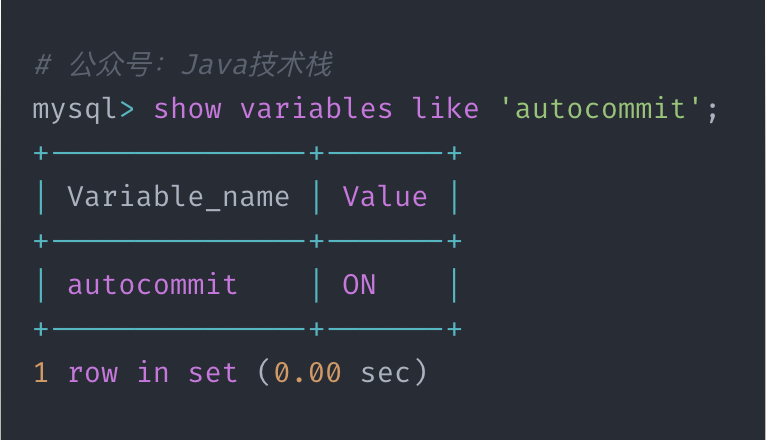 # 公众号：Java技术栈
mysql> show variables like 'autocommit';
+---------------+-------+
| Variable_name | Value |
+---------------+-------+
| autocommit    | ON    |
+---------------+-------+
1 row in set (0.00 sec)